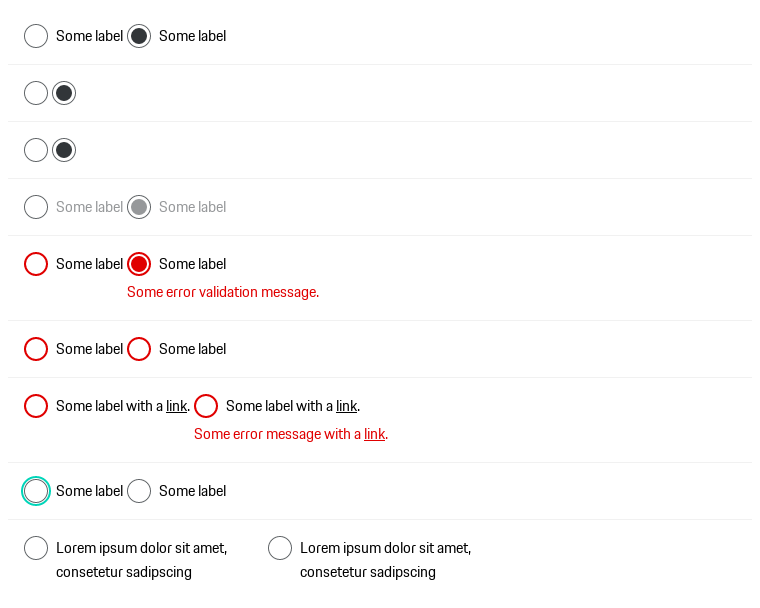 Some label Some label
Some label Some label
Some label Some label
Some error validation message.
Some label Some label
Some label with a link. Some label with a link.
Some error message with a link.
Some label Some label
Lorem ipsum dolor sit amet,
consetetur sadipscing
Lorem ipsum dolor sit amet,
consetetur sadipscing